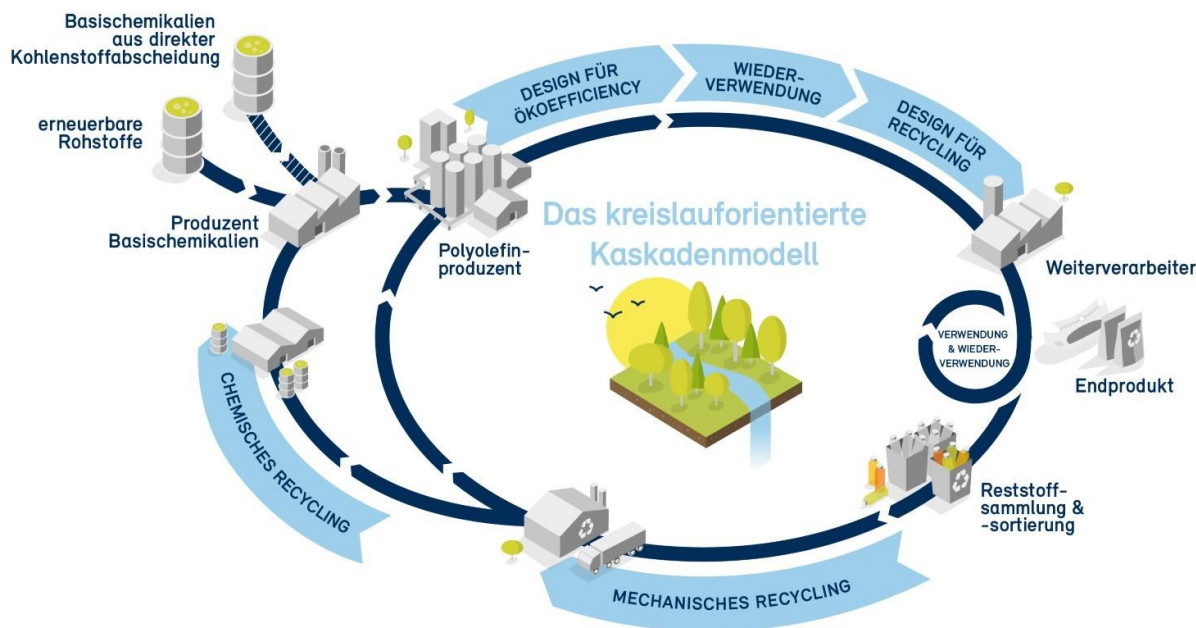 Basischemikalien
aus direkter
Kohlenstoffabscheidung
erneuerbare
Rohstoffe
Produzent
Basischemikalien
Polyolefin-
produzent
DESIGN FÜR
ÖKOEFFICIENCY
WIEDER-
VERWENDUNG
DESIGN FÜR
RECYCLING
Das kreislauforientierte
Kaskadenmodell
Weiterverarbeiter
VERWENDUNG
& WIEDER-
VERWENDUNG
Endprodukt
Reststoff-
sammlung &
-sortierung
MECHANISCHES RECYCLING
CHEMISCHES RECYCLING